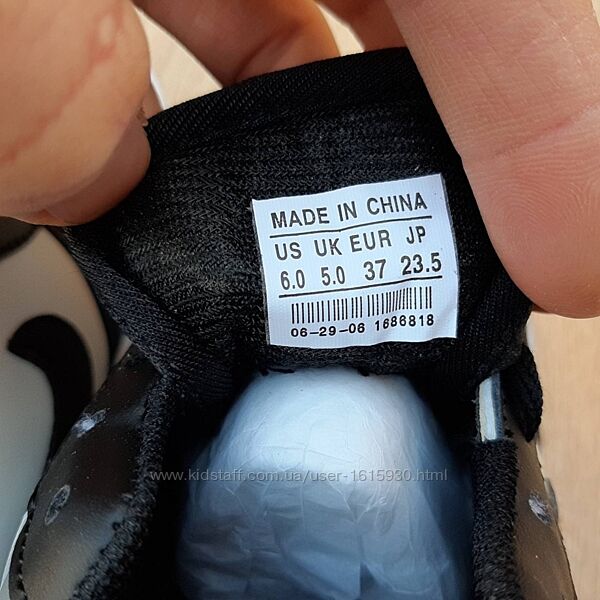 MADE IN CHINA
US UK EUR JP
6.0 5.0 37 23.5
06-29-06 1686818
www.kidstaff.com.ua/user-1615930.html